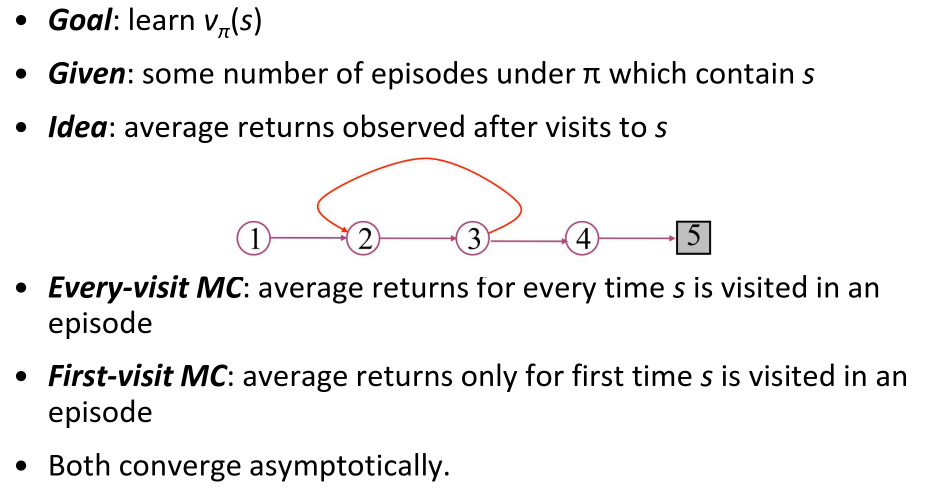 • Goal: learn vπ(s)
• Given: some number of episodes under π which contain s
• Idea: average returns observed after visits to s
1 2 3 4 5
• Every-visit MC: average returns for every time s is visited in an
episode
• First-visit MC: average returns only for first time s is visited in an
episode
• Both converge asymptotically.